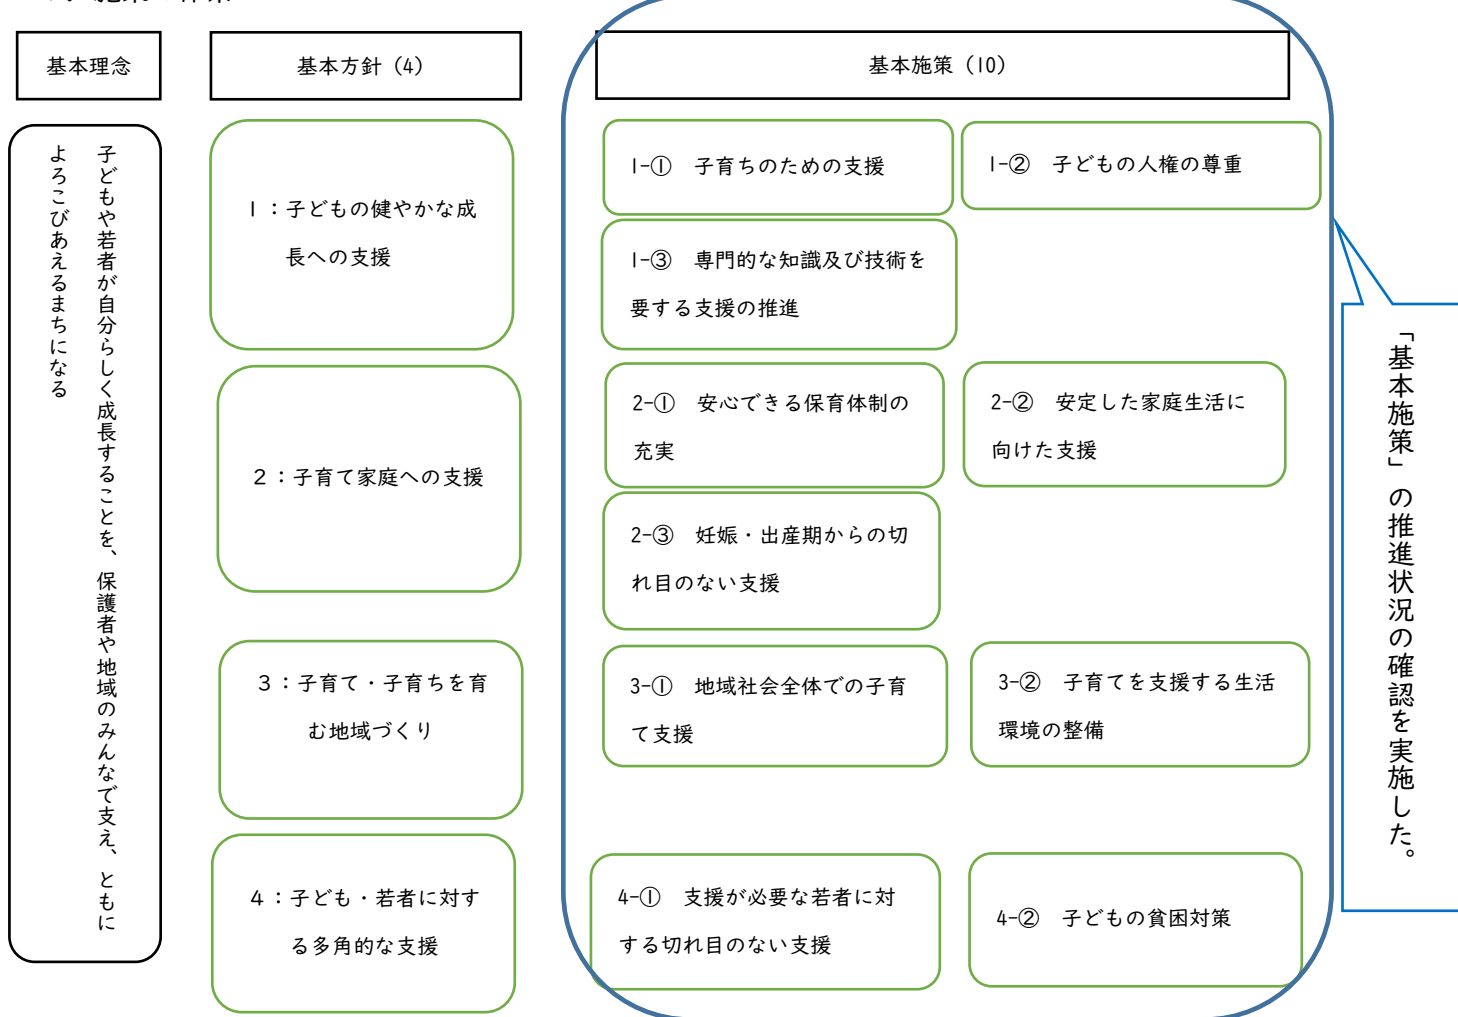 基本理念
基本方針（4）
基本施策（10）
子どもや若者が自分らしく成長することを、保護者や地域のみんなで支え、ともに
よろこびあえるまちになる
1：子どもの健やかな成
長への支援
1-① 子育ちのための支援
1-② 子どもの人権の尊重
1-③ 専門的な知識及び技術を
要する支援の推進
2：子育て家庭への支援
2-① 安心できる保育体制の
充実
2-② 安定した家庭生活に
向けた支援
2-③ 妊娠・出産期からの切
れ目のない支援
3：子育て・子育ちを育
む地域づくり
3-① 地域社会全体での子育
て支援
3-② 子育てを支援する生活
環境の整備
4：子ども・若者に対す
る多角的な支援
4-① 支援が必要な若者に対
する切れ目のない支援
4-② 子どもの貧困対策
「基本施策」の推進状況の確認を実施した。